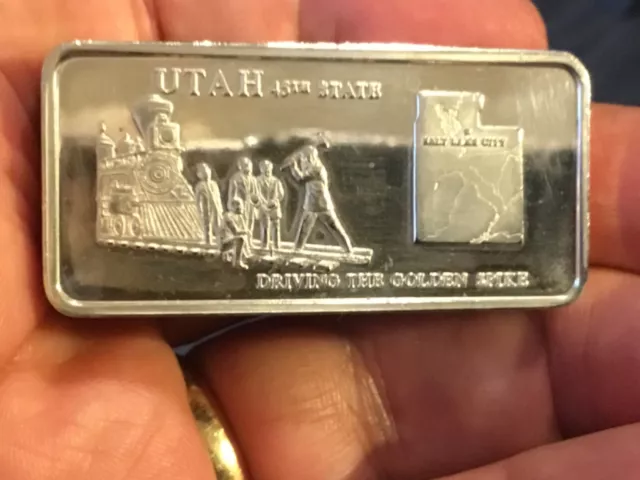 UTAH 45TH STATE
SALT LAKE CITY
DRIVING THE GOLDEN SPIKE